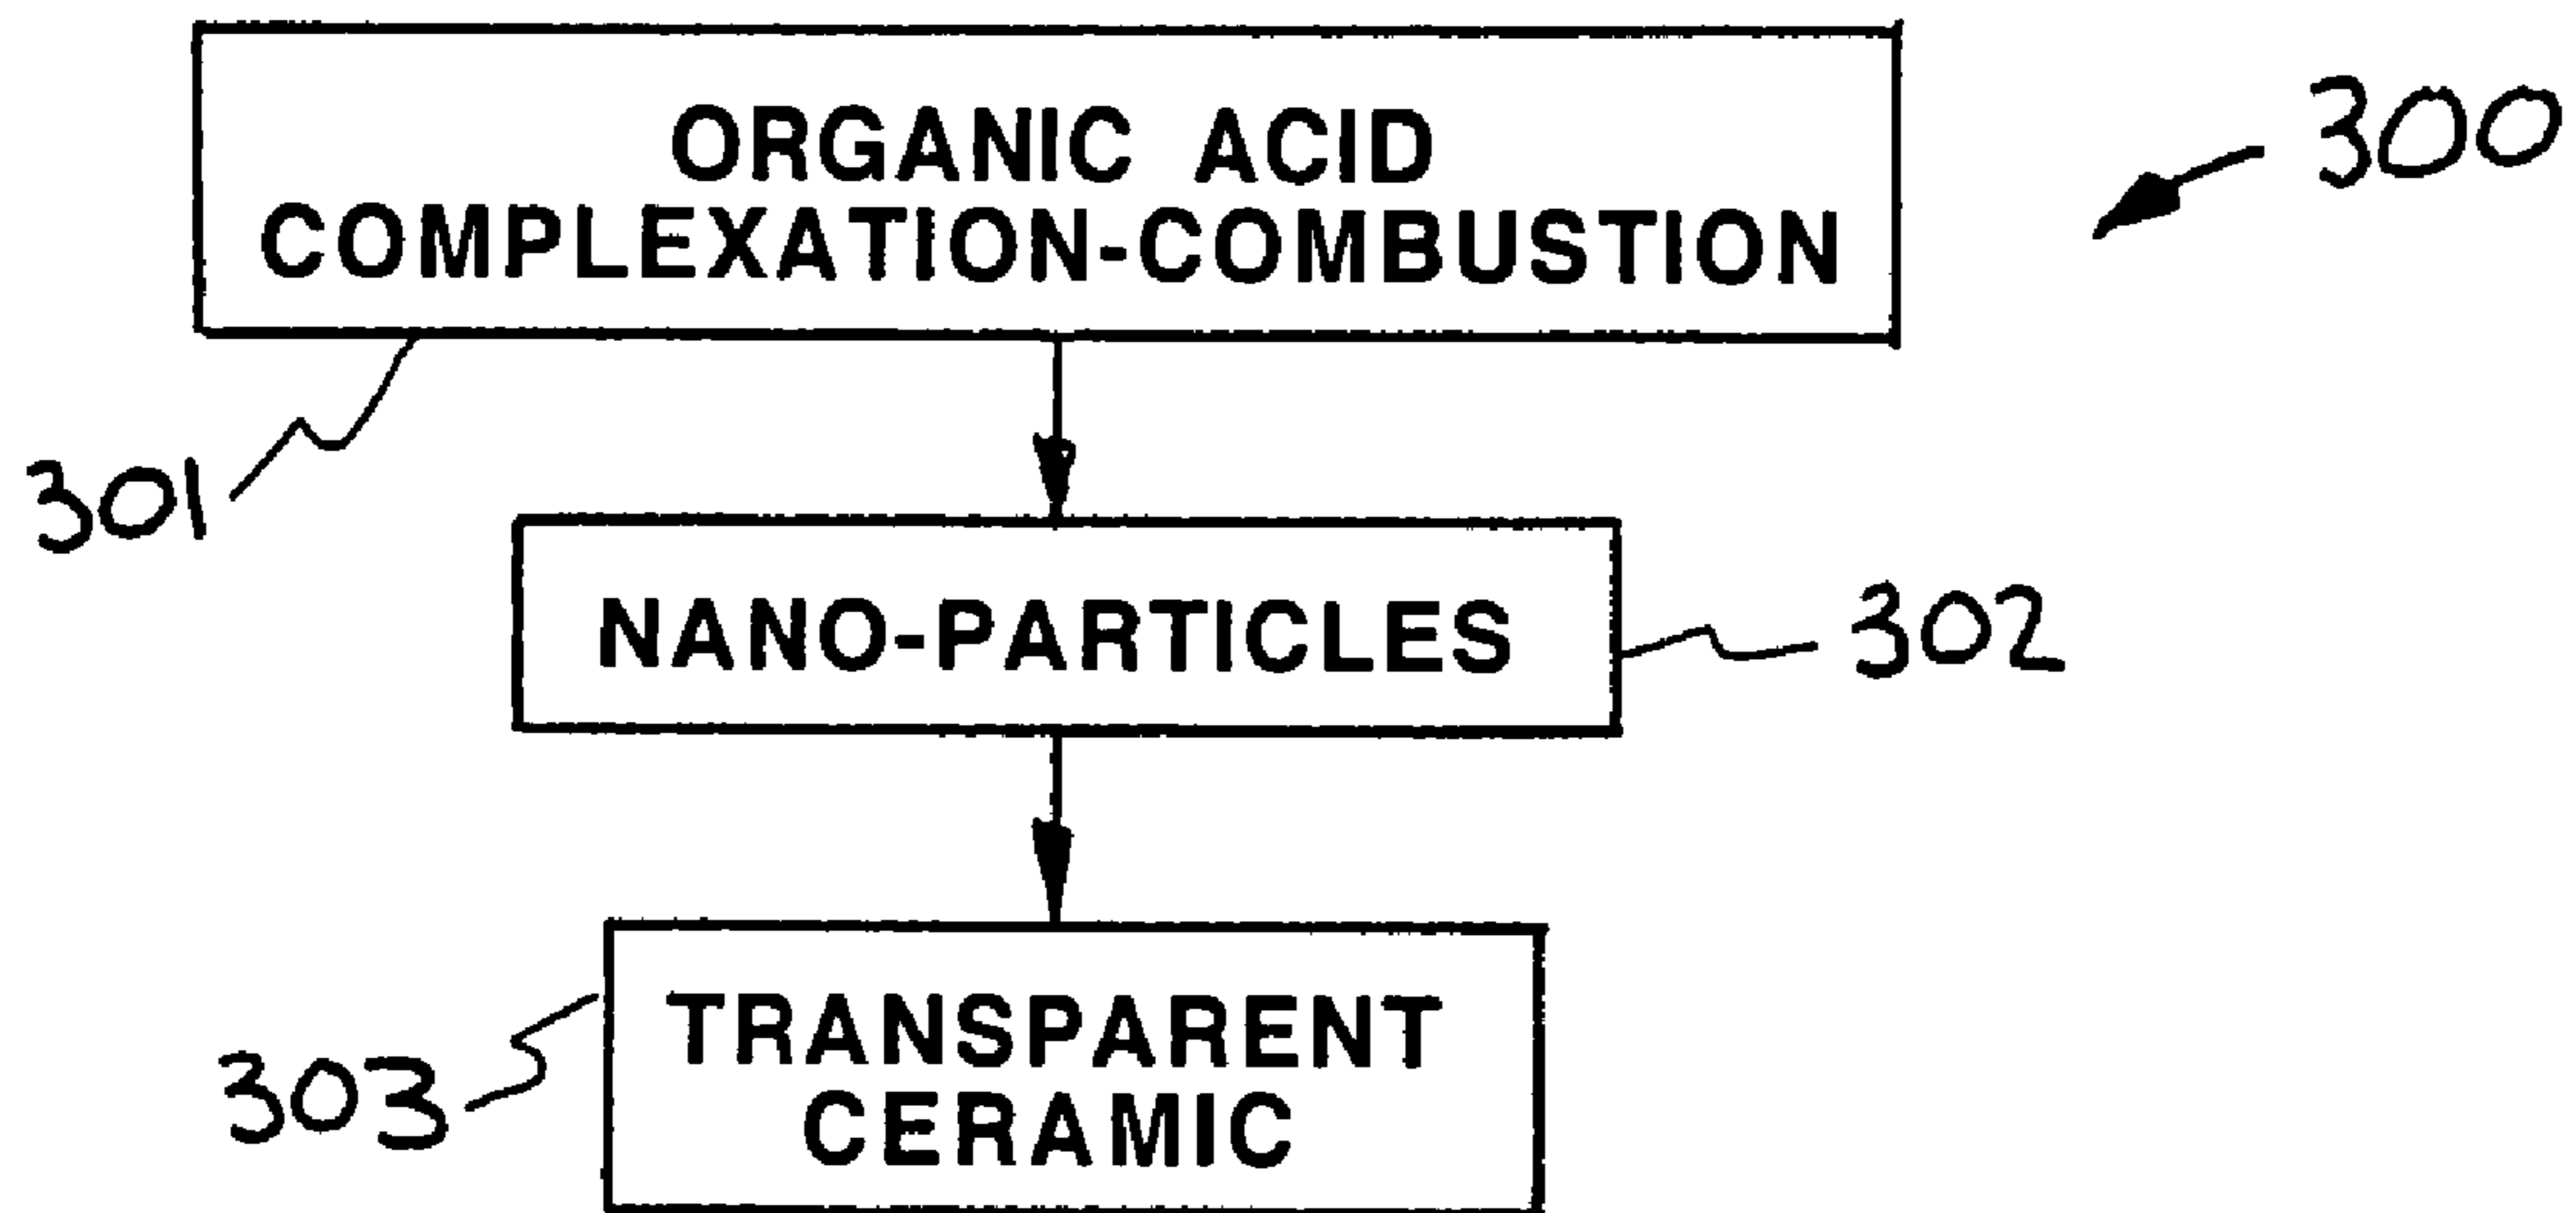 ORGANIC ACID
COMPLEXATION-COMBUSTION
300
301
NANO-PARTICLES
302
TRANSPARENT
CERAMIC
303